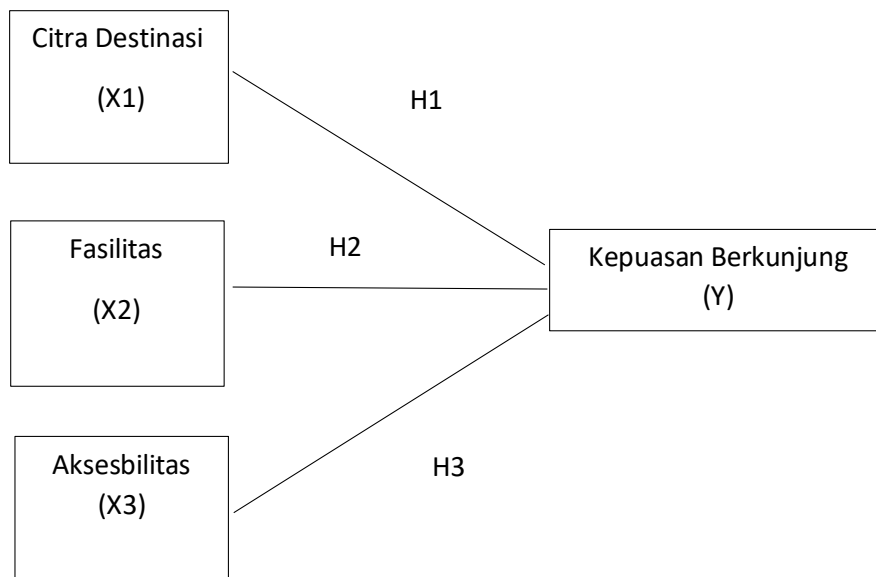 Citra Destinasi
(X1)
H1
Fasilitas
(X2)
H2
Kepuasan Berkunjung
(Y)
Aksesbilitas
(X3)
H3